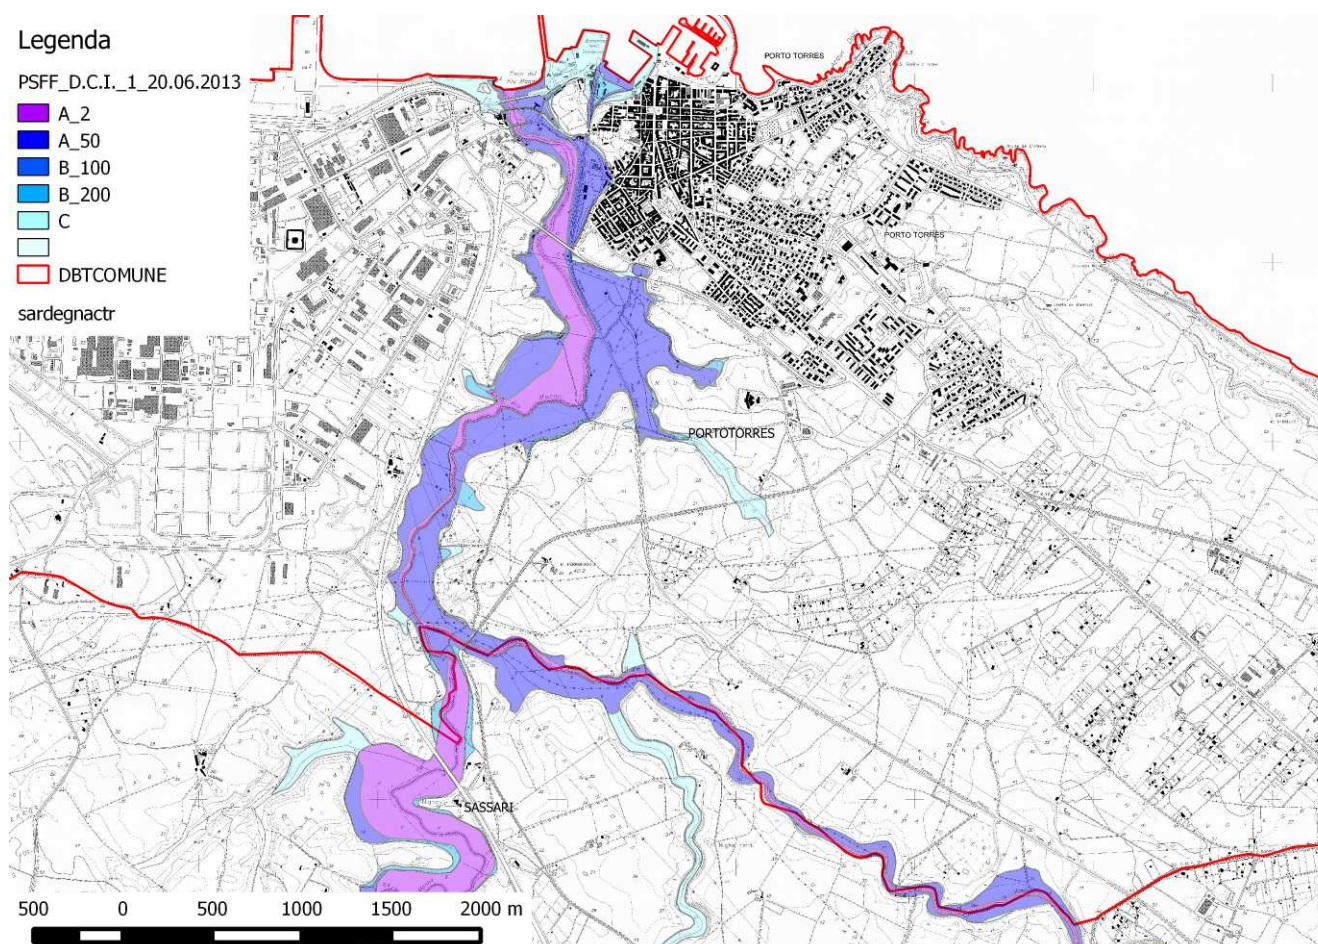 Legenda
PSFF_D.C.I._1_20.06.2013
A_2
A_50
B_100
B_200
C
DBTCOMUNE
sardegnactr
PORTO TORRES
PORTO TORRES
PORTOTORRES
SASSARI
500 0 500 1000 1500 2000 m